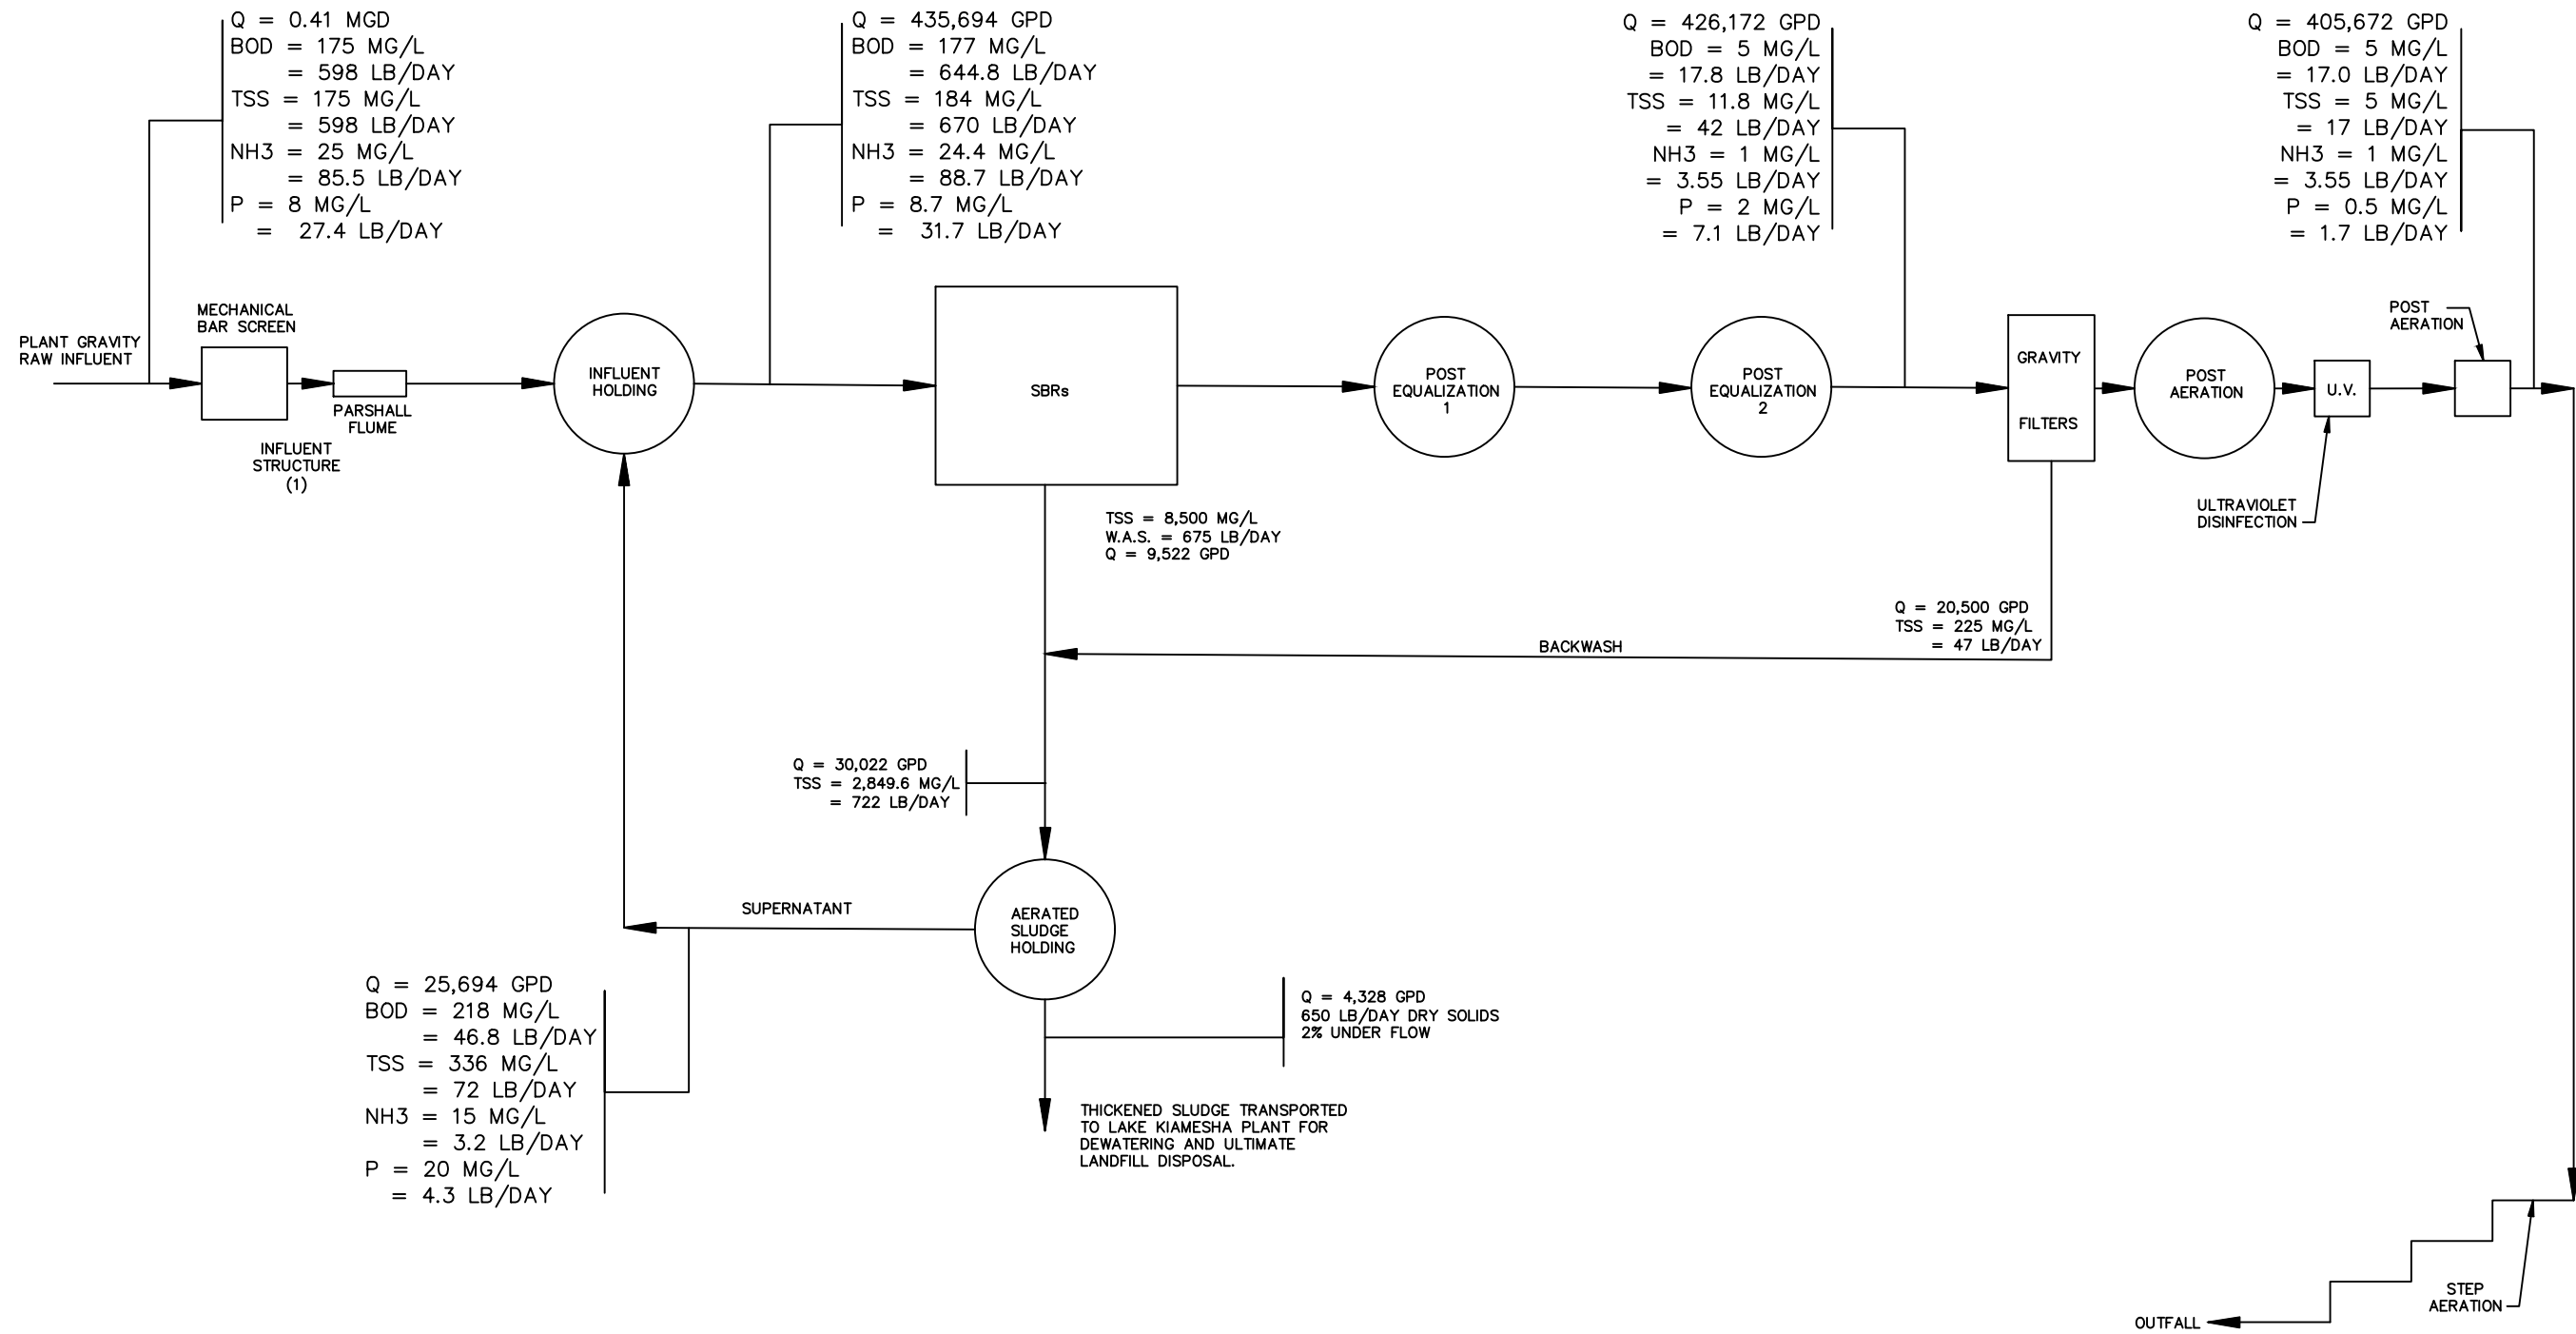 Q = 0.41 MGD
BOD = 175 MG/L
= 598 LB/DAY
TSS = 175 MG/L
= 598 LB/DAY
NH3 = 25 MG/L
= 85.5 LB/DAY
P = 8 MG/L
= 27.4 LB/DAY
Q = 435,694 GPD
BOD = 177 MG/L
= 644.8 LB/DAY
TSS = 184 MG/L
= 670 LB/DAY
NH3 = 24.4 MG/L
= 88.7 LB/DAY
P = 8.7 MG/L
= 31.7 LB/DAY
Q = 426,172 GPD
BOD = 5 MG/L
= 17.8 LB/DAY
TSS = 11.8 MG/L
= 42 LB/DAY
NH3 = 1 MG/L
= 3.55 LB/DAY
P = 2 MG/L
= 7.1 LB/DAY
Q = 405,672 GPD
BOD = 5 MG/L
= 17.0 LB/DAY
TSS = 5 MG/L
= 17 LB/DAY
NH3 = 1 MG/L
= 3.55 LB/DAY
P = 0.5 MG/L
= 1.7 LB/DAY
PLANT GRAVITY
RAW INFLUENT
MECHANICAL
BAR SCREEN
PARSHALL
FLUME
INFLUENT
STRUCTURE
(1)
INFLUENT
HOLDING
SBRs
POST
EQUALIZATION
1
POST
EQUALIZATION
2
GRAVITY
FILTERS
POST
AERATION
U.V.
POST
AERATION
ULTRAVIOLET
DISINFECTION
TSS = 8,500 MG/L
W.A.S. = 675 LB/DAY
Q = 9,522 GPD
Q = 20,500 GPD
TSS = 225 MG/L
= 47 LB/DAY
BACKWASH
Q = 30,022 GPD
TSS = 2,849.6 MG/L
= 722 LB/DAY
SUPERNATANT
AERATED
SLUDGE
HOLDING
Q = 25,694 GPD
BOD = 218 MG/L
= 46.8 LB/DAY
TSS = 336 MG/L
= 72 LB/DAY
NH3 = 15 MG/L
= 3.2 LB/DAY
P = 20 MG/L
= 4.3 LB/DAY
Q = 4,328 GPD
650 LB/DAY DRY SOLIDS
2% UNDER FLOW
THICKENED SLUDGE TRANSPORTED
TO LAKE KIAMESHA PLANT FOR
DEWATERING AND ULTIMATE
LANDFILL DISPOSAL.
STEP
AERATION
OUTFALL